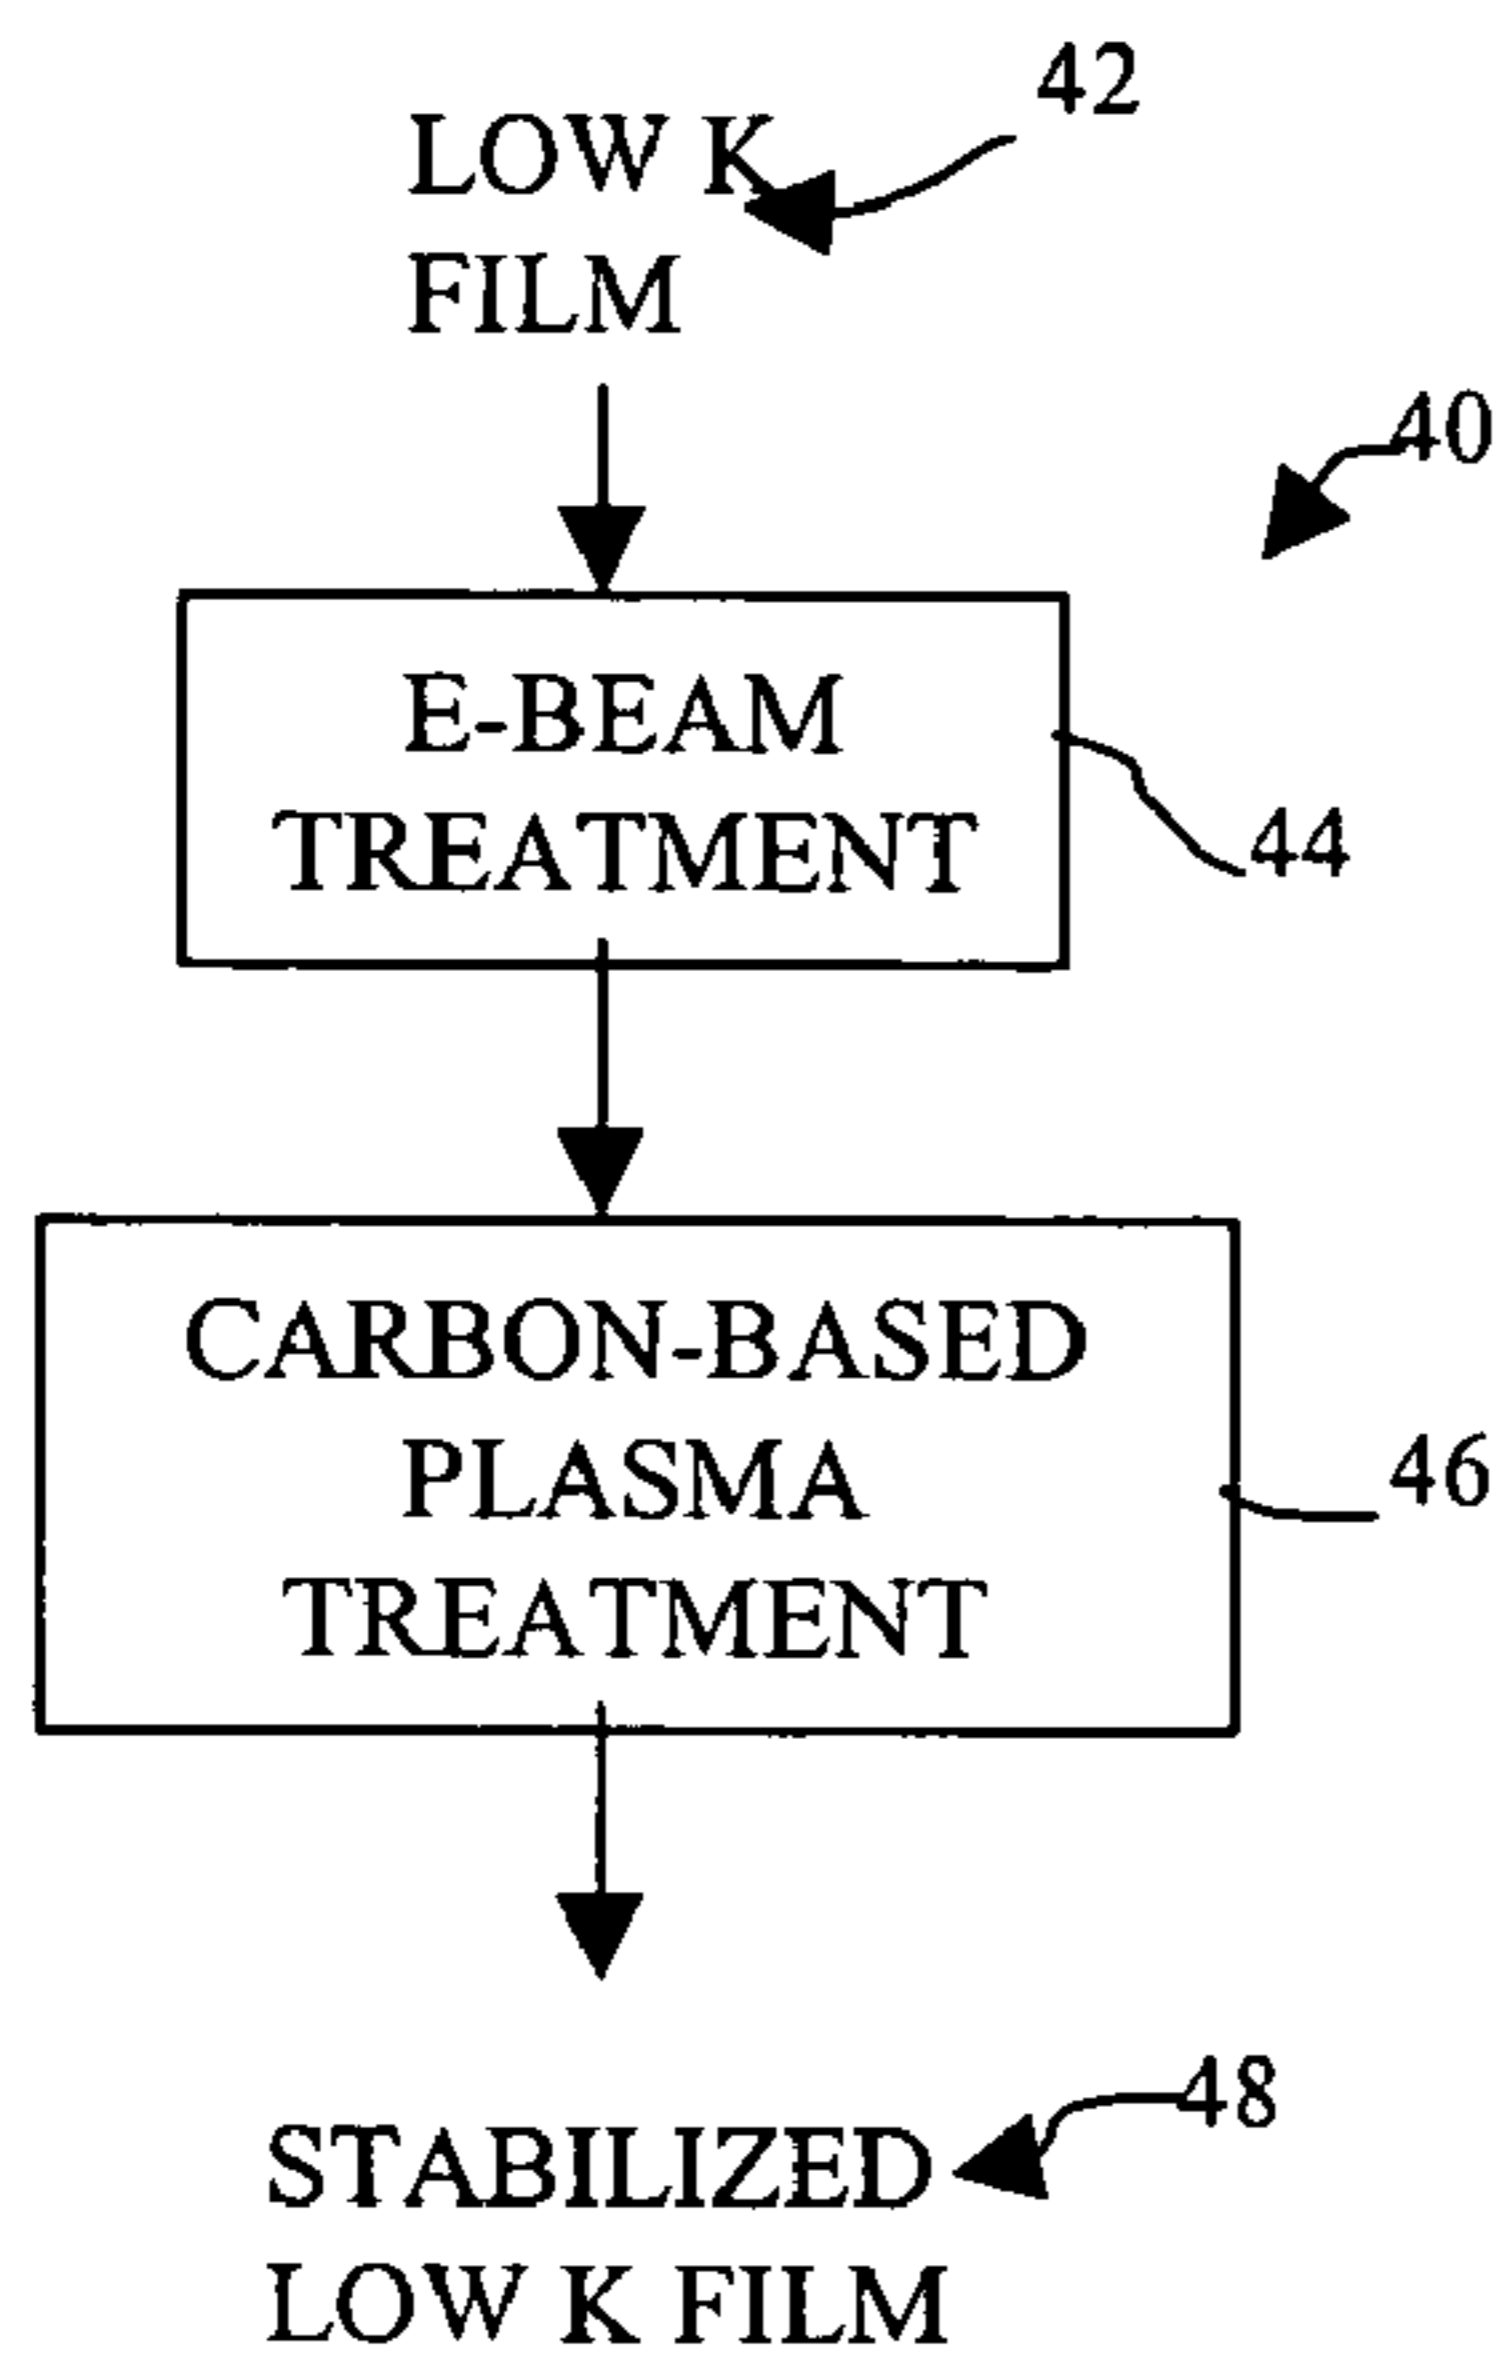 42
LOW K
FILM
40
E-BEAM
TREATMENT
44
CARBON-BASED
PLASMA
TREATMENT
46
48
STABILIZED
LOW K FILM